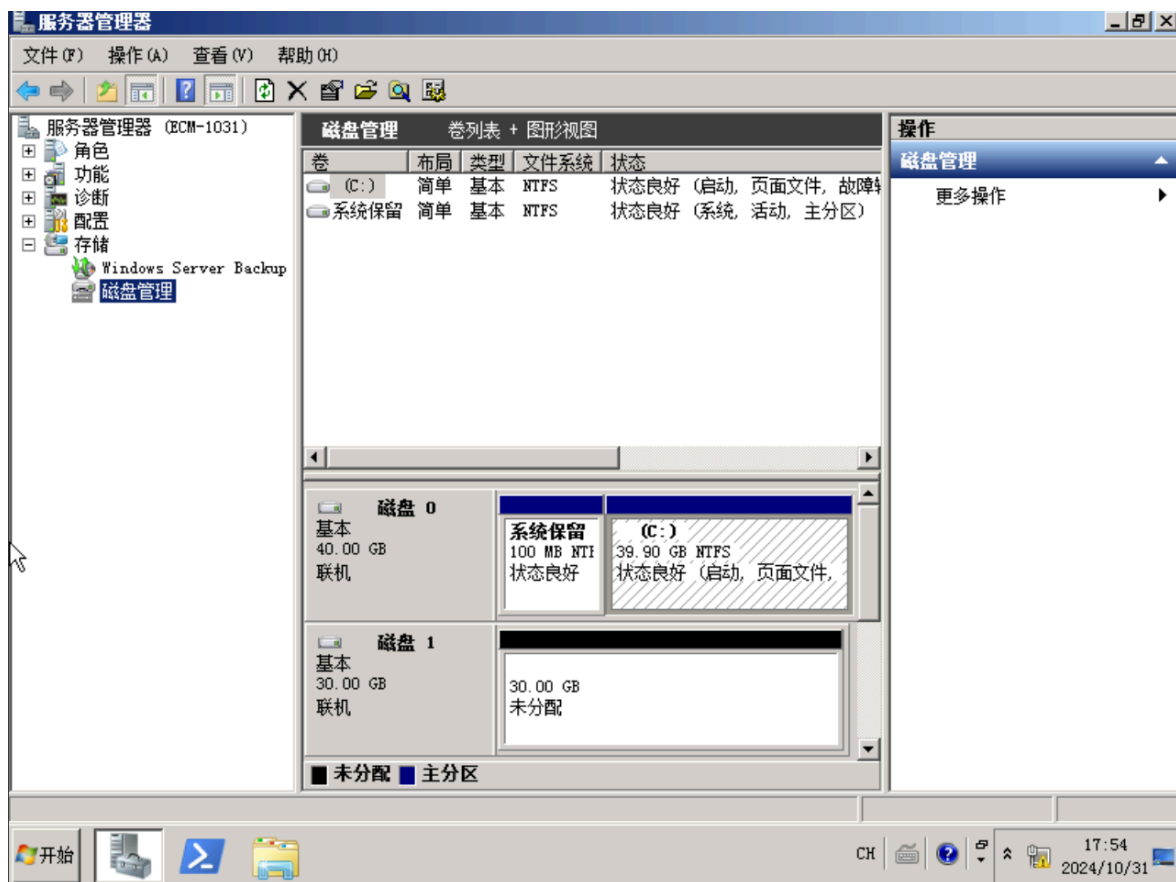 服务器管理器
文件(F) 操作(A) 查看(V) 帮助(H)
服务器管理器 (ECM-1031)
角色
功能
诊断
配置
存储
Windows Server Backup
磁盘管理
磁盘管理 卷列表 + 图形视图
卷 布局 类型 文件系统 状态
(C:) 简单 基本 NTFS 状态良好 (启动, 页面文件, 故障转
系统保留 简单 基本 NTFS 状态良好 (系统, 活动, 主分区)
磁盘 0
基本
40.00 GB
联机
系统保留
100 MB NTF
状态良好
(C:)
39.90 GB NTFS
状态良好 (启动, 页面文件,
磁盘 1
基本
30.00 GB
联机
30.00 GB
未分配
未分配 主分区
操作
磁盘管理
更多操作
开始
CH
17:54
2024/10/31